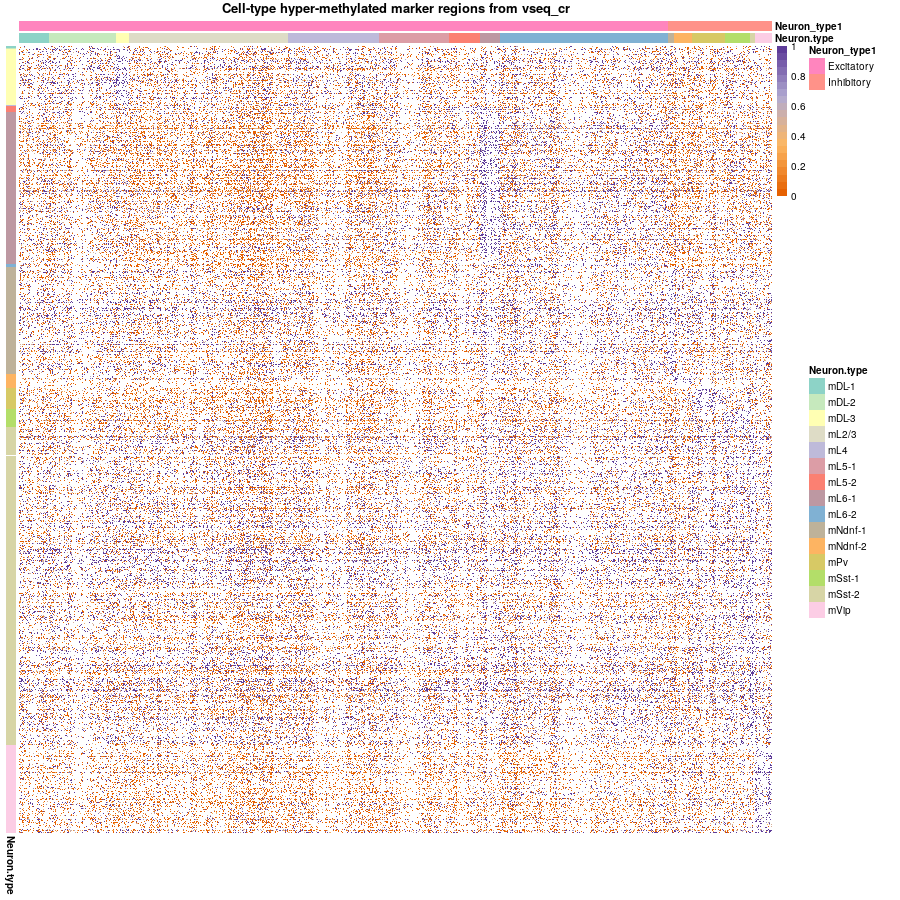 Cell-type hyper-methylated marker regions from vseq_cr
Neuron_type1
Neuron.type
1
0.8
0.6
0.4
0.2
0
Neuron_type1
Excitatory
Inhibitory
Neuron.type
mDL-1
mDL-2
mDL-3
mL2/3
mL4
mL5-1
mL5-2
mL6-1
mL6-2
mNdnf-1
mNdnf-2
mPv
mSst-1
mSst-2
mVip
Neuron.type